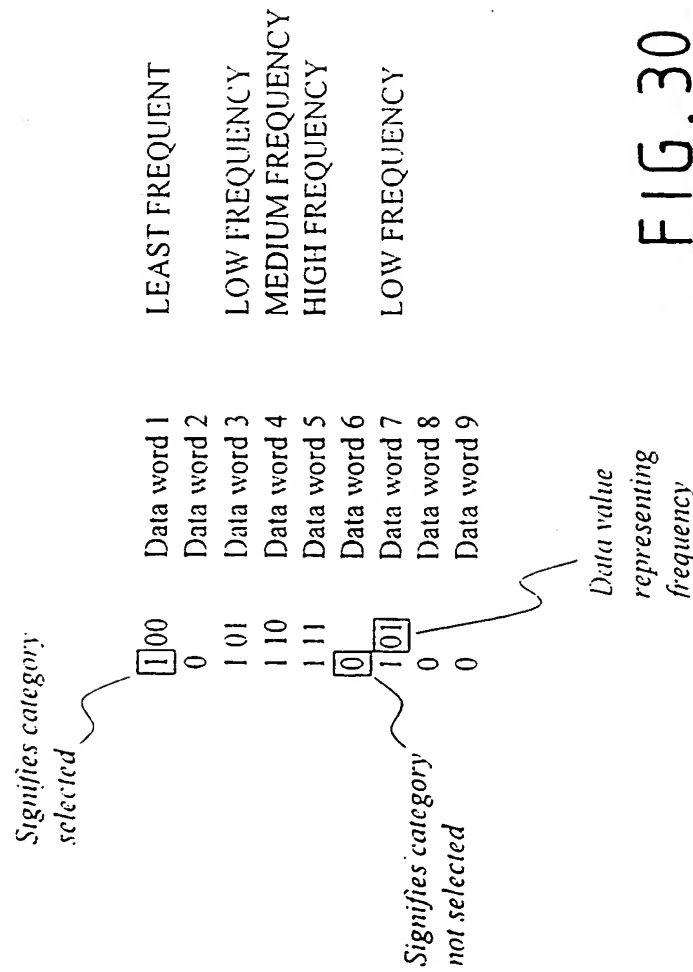 Signifies category
selected
1 00 Data word 1 LEAST FREQUENT
0 Data word 2
1 01 Data word 3 LOW FREQUENCY
1 10 Data word 4 MEDIUM FREQUENCY
1 11 Data word 5 HIGH FREQUENCY
0 Data word 6
1 01 Data word 7 LOW FREQUENCY
0 Data word 8
0 Data word 9
Signifies category
not selected
Data value
representing
frequency
FIG. 30